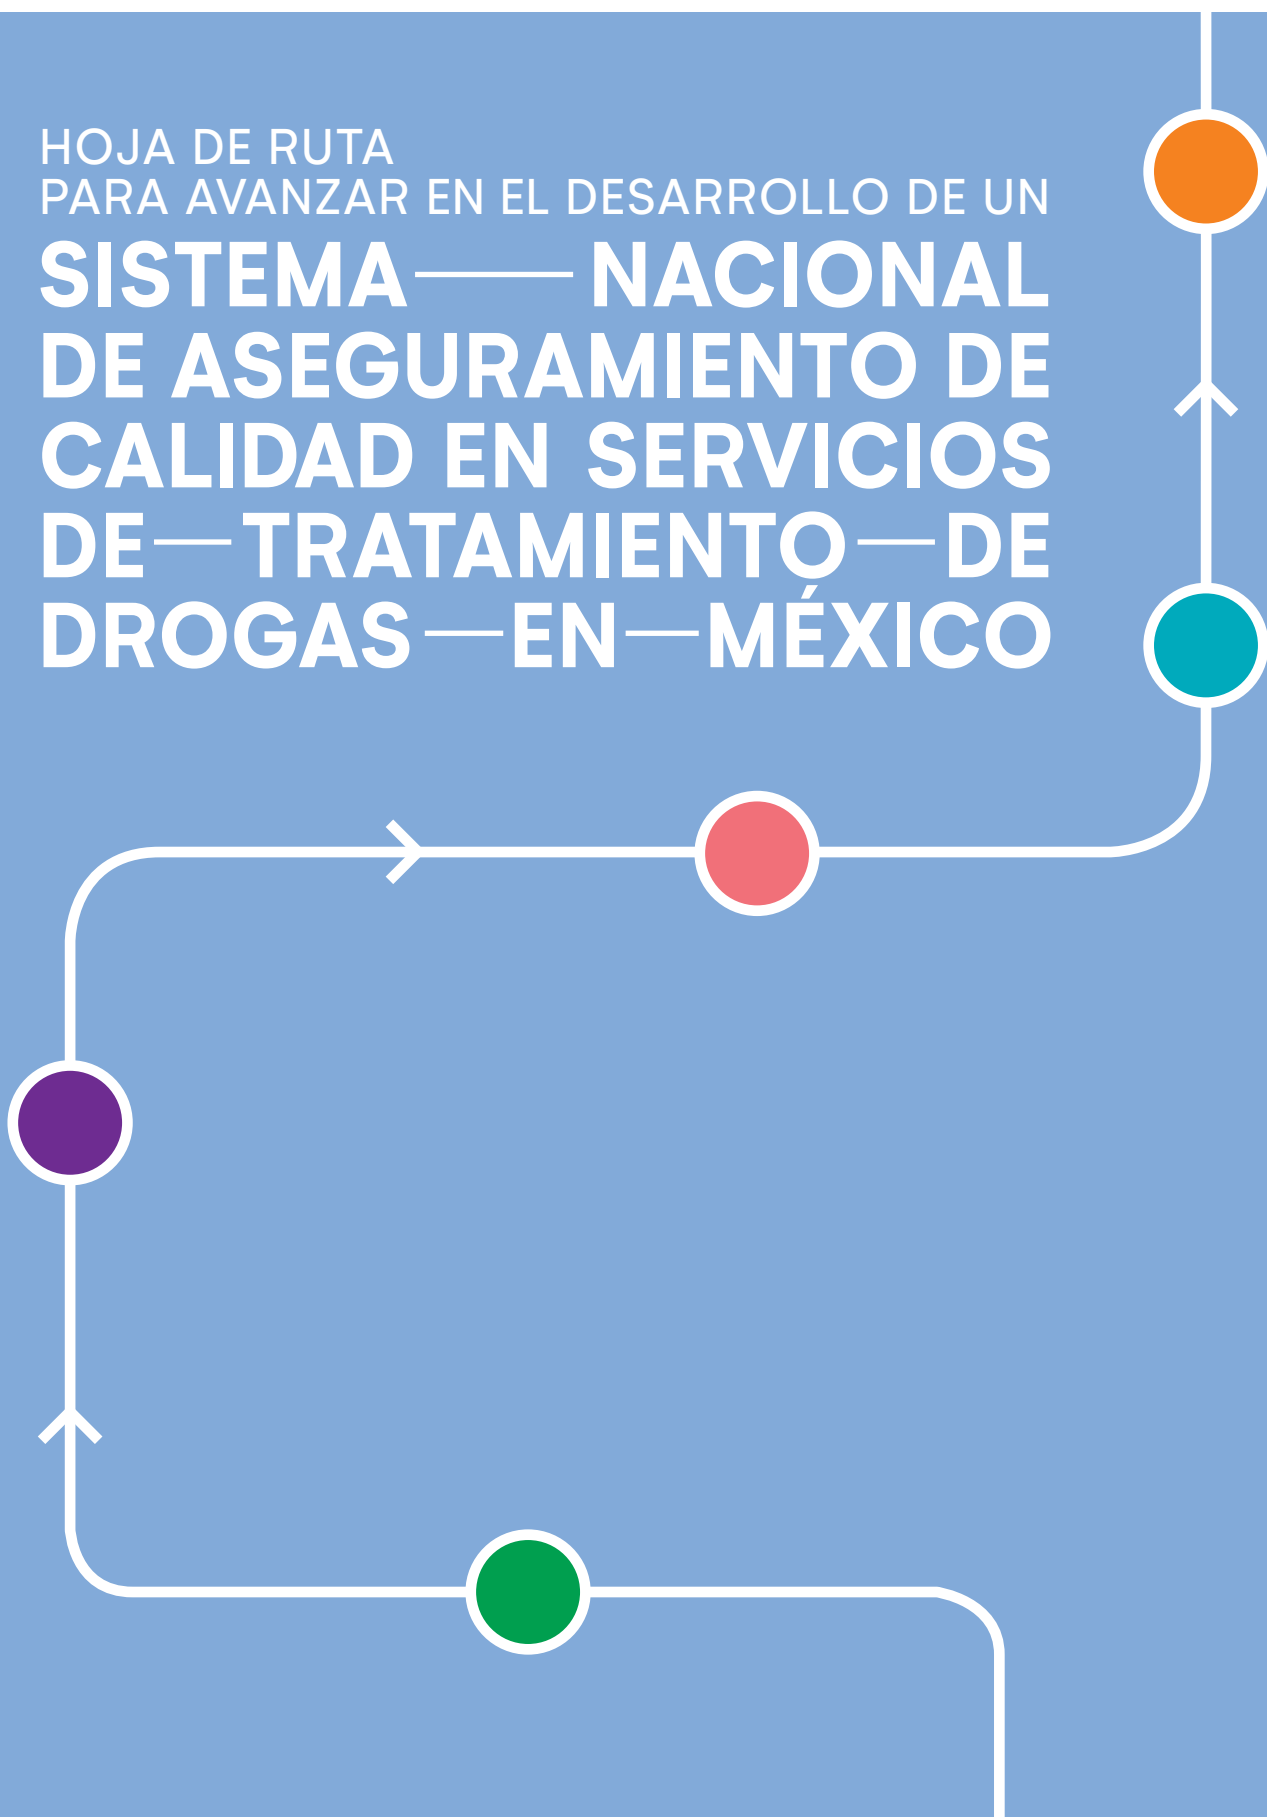 HOJA DE RUTA
PARA AVANZAR EN EL DESARROLLO DE UN
SISTEMA — NACIONAL
DE ASEGURAMIENTO DE
CALIDAD EN SERVICIOS
DE — TRATAMIENTO — DE
DROGAS — EN — MÉXICO